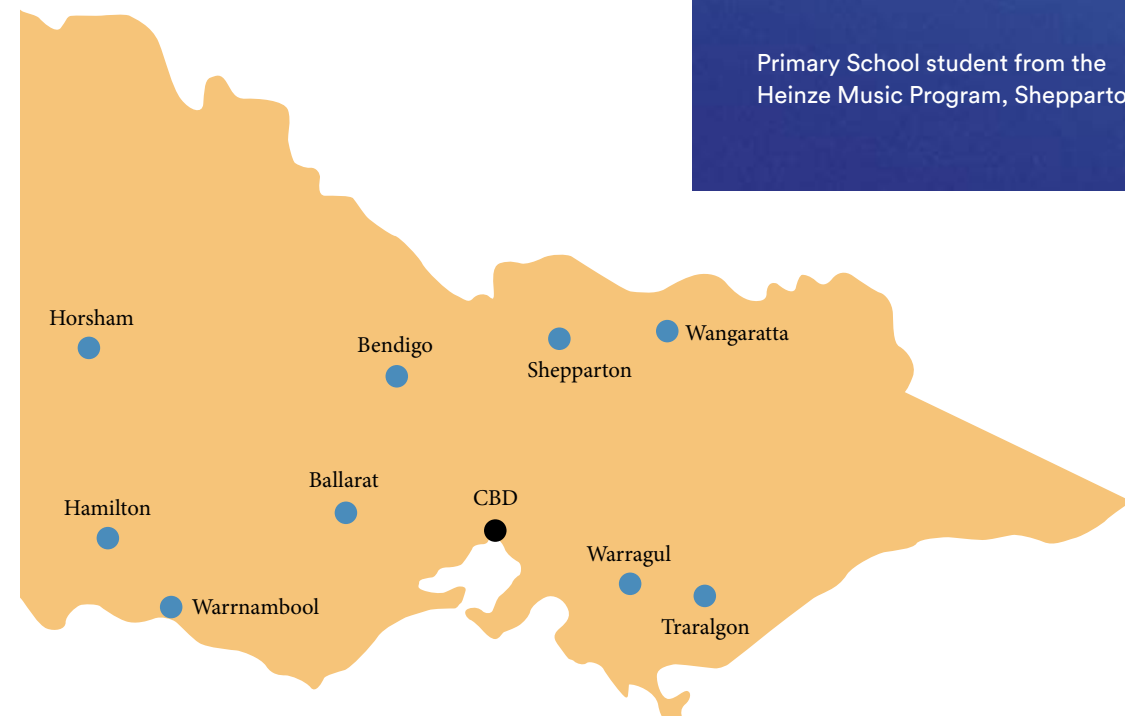 Primary School student from the
Heinze Music Program, Shepparto
Horsham
Bendigo
Shepparton
Wangaratta
Ballarat
Hamilton
CBD
Warragul
Warrnambool
Traralgon